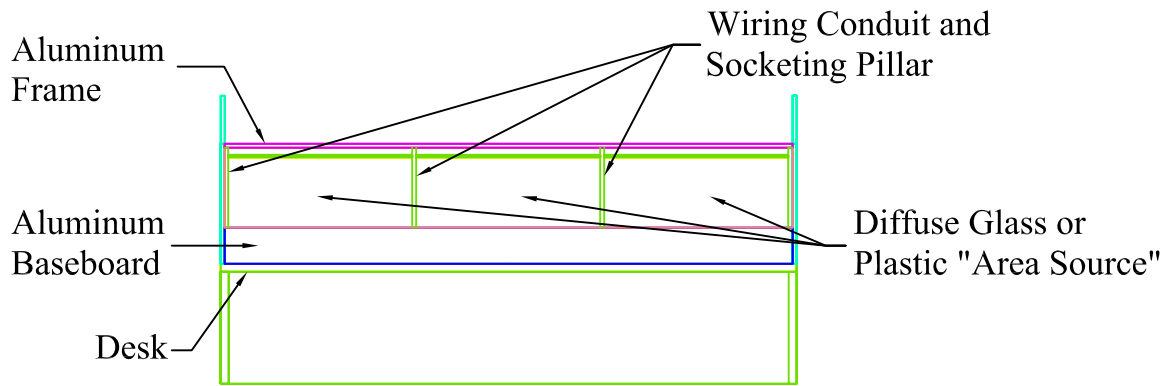 Wiring Conduit and
Socketing Pillar
Aluminum
Frame
Aluminum
Baseboard
Diffuse Glass or
Plastic "Area Source"
Desk